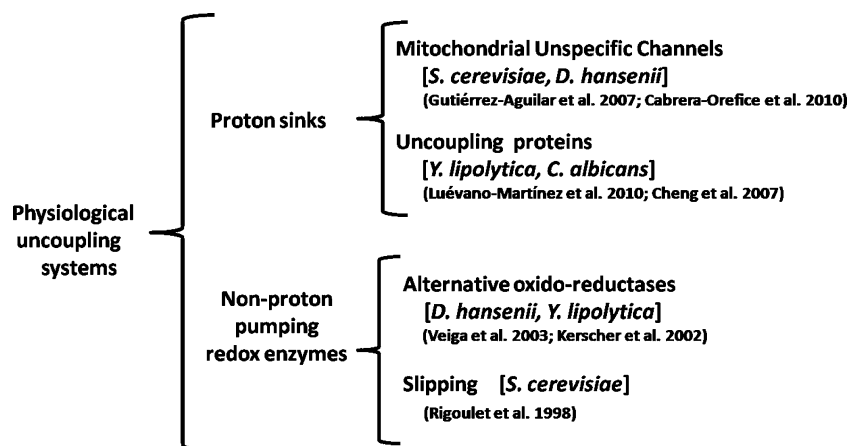 Physiological
uncoupling
systems
Proton sinks
Mitochondrial Unspecific Channels
[S. cerevisiae, D. hansenii]
(Gutiérrez-Aguilar et al. 2007; Cabrera-Orefice et al. 2010)
Uncoupling proteins
[Y. lipolytica, C. albicans]
(Luévano-Martínez et al. 2010; Cheng et al. 2007)
Non-proton
pumping
redox enzymes
Alternative oxido-reductases
[D. hansenii, Y. lipolytica]
(Veiga et al. 2003; Kerscher et al. 2002)
Slipping [S. cerevisiae]
(Rigoulet et al. 1998)